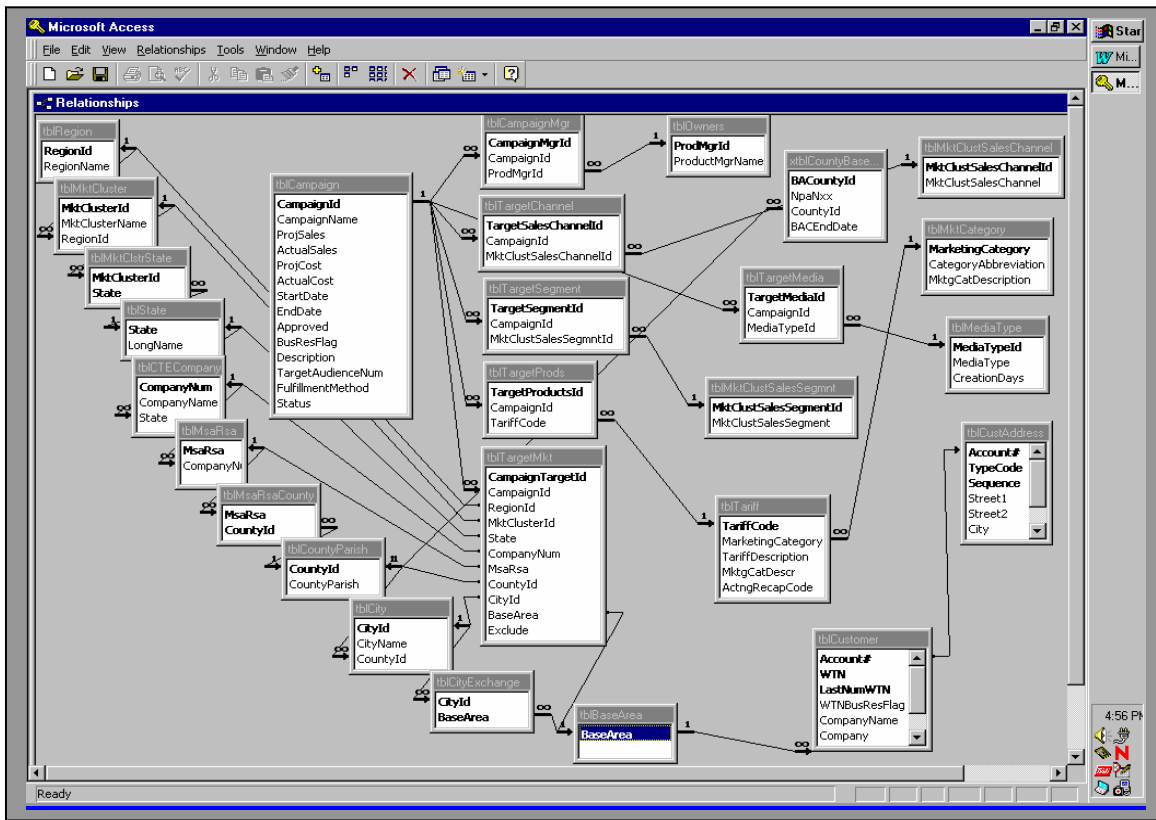 Microsoft Access
File Edit View Relationships Tools Window Help
Relationships
tblRegion
RegionId
RegionName
tblMktCluster
MktClusterId
MktClusterName
RegionId
tblMktClstrState
MktClusterId
State
tblState
State
LongName
tblCTECompany
CompanyNum
CompanyName
State
tblMsaRsa
MsaRsa
CompanyNu
tblMsaRsaCounty
MsaRsa
CountyId
tblCountyParish
CountyId
CountyParish
tblCity
CityId
CityName
CountyId
tblCityExchange
CityId
BaseArea
tblCampaign
CampaignId
CampaignName
ProjSales
ActualSales
ProjCost
ActualCost
StartDate
EndDate
Approved
BusResFlag
Description
TargetAudienceNum
FulfillmentMethod
Status
tblCampaignMgr
CampaignMgrId
CampaignId
ProdMgrId
tblTargetChannel
TargetSalesChannelId
CampaignId
MktClustSalesChannelId
tblTargetSegment
TargetSegmentId
CampaignId
MktClustSalesSegmntId
tblTargetProds
TargetProductsId
CampaignId
TariffCode
tblTargetMkt
CampaignTargetId
CampaignId
RegionId
MktClusterId
State
CompanyNum
MsaRsa
CountyId
CityId
BaseArea
Exclude
tblBaseArea
BaseArea
tblOwners
ProdMgrId
ProductMgrName
xtblCountyBase...
BACountyId
NpaNxx
CountyId
BACEndDate
tblTargetMedia
TargetMediaId
CampaignId
MediaTypeId
tblMktClustSalesSegmnt
MktClustSalesSegmentId
MktClustSalesSegment
tblTariff
TariffCode
MarketingCategory
TariffDescription
MktgCatDescr
ActngRecapCode
tblCustomer
Account#
WTN
LastNumWTN
WTNBusResFlag
CompanyName
Company
tblMktClustSalesChannel
MktClustSalesChannelId
MktClustSalesChannel
tblMktCategory
MarketingCategory
CategoryAbbreviation
MktgCatDescription
tblMediaType
MediaTypeId
MediaType
CreationDays
tblCustAddress
Account#
TypeCode
Sequence
Street1
Street2
City
Ready
Star
Mi...
M...
4:56 PM